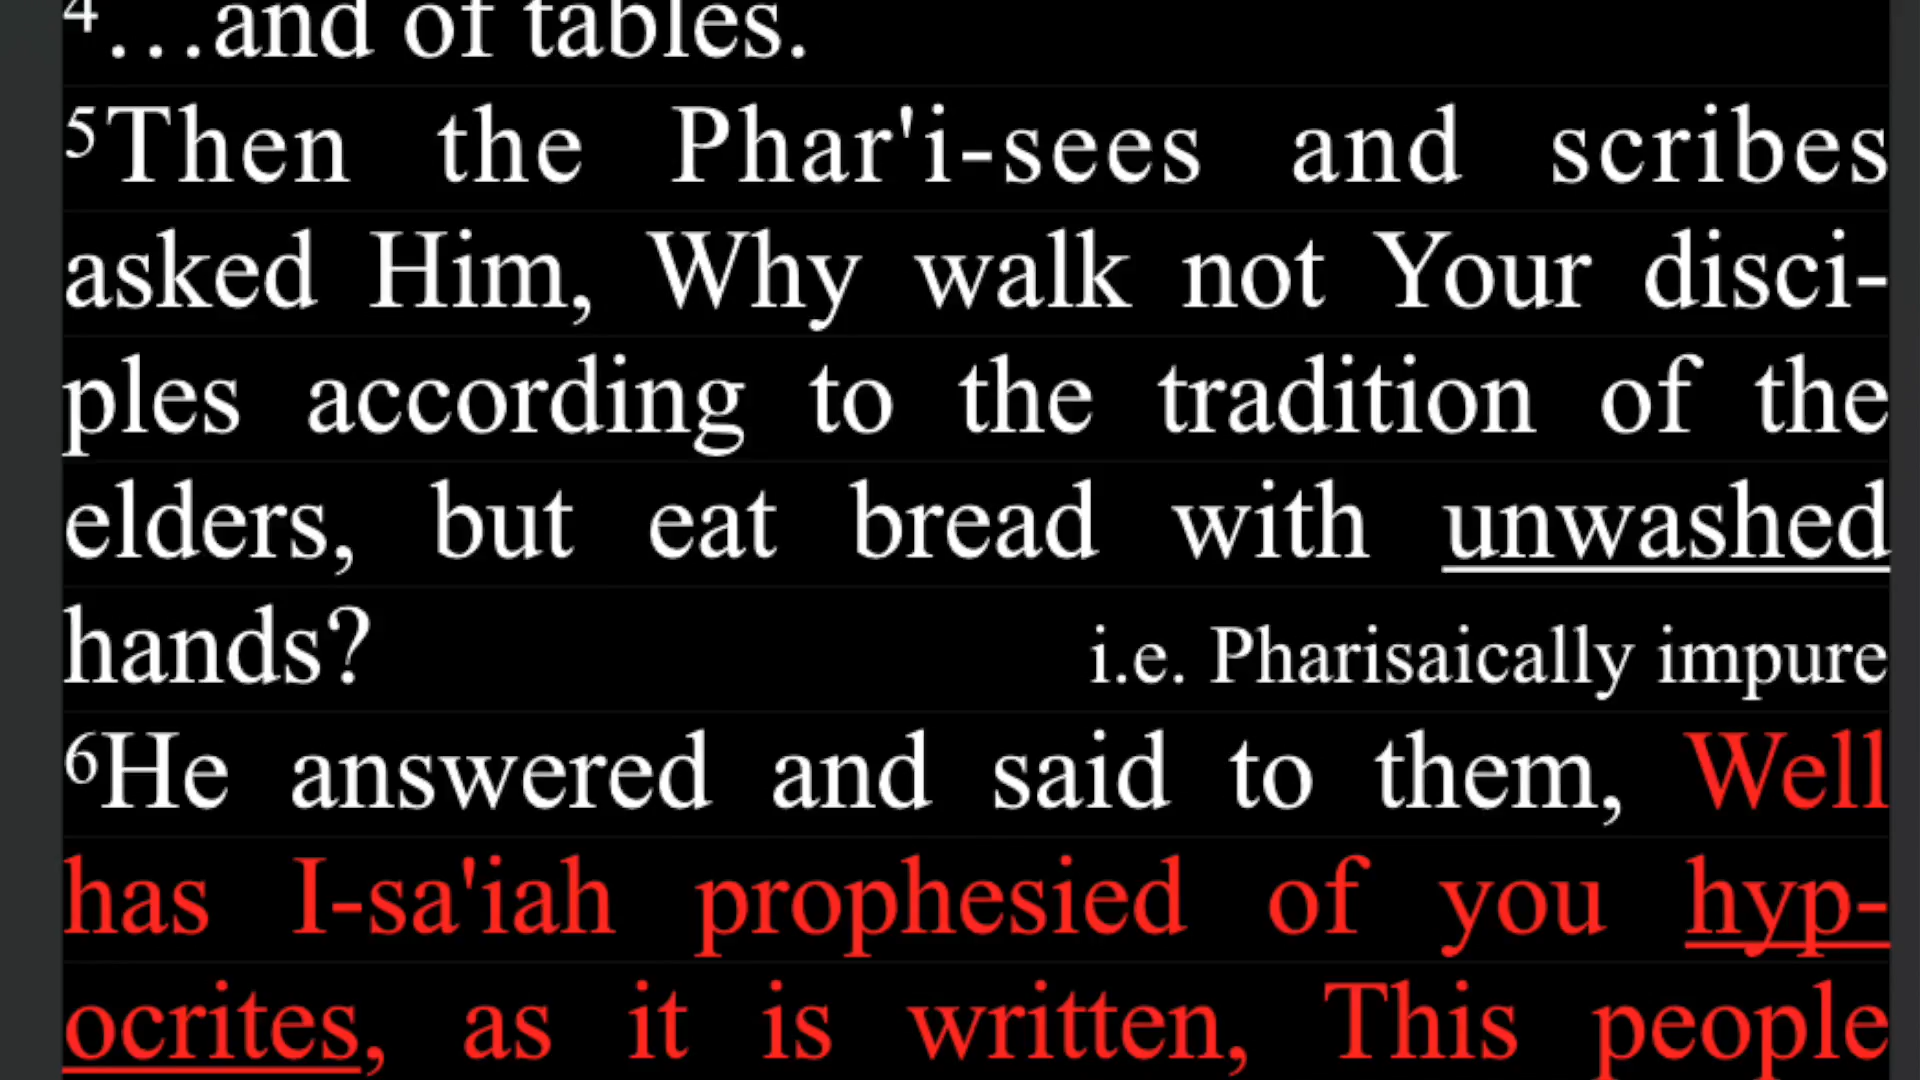 4…and of tables.
5Then the Phar'i-sees and scribes
asked Him, Why walk not Your disci-
ples according to the tradition of the
elders, but eat bread with unwashed
hands? i.e. Pharisaically impure
6He answered and said to them, Well
has I-sa'iah prophesied of you hyp-
ocrites, as it is written, This people